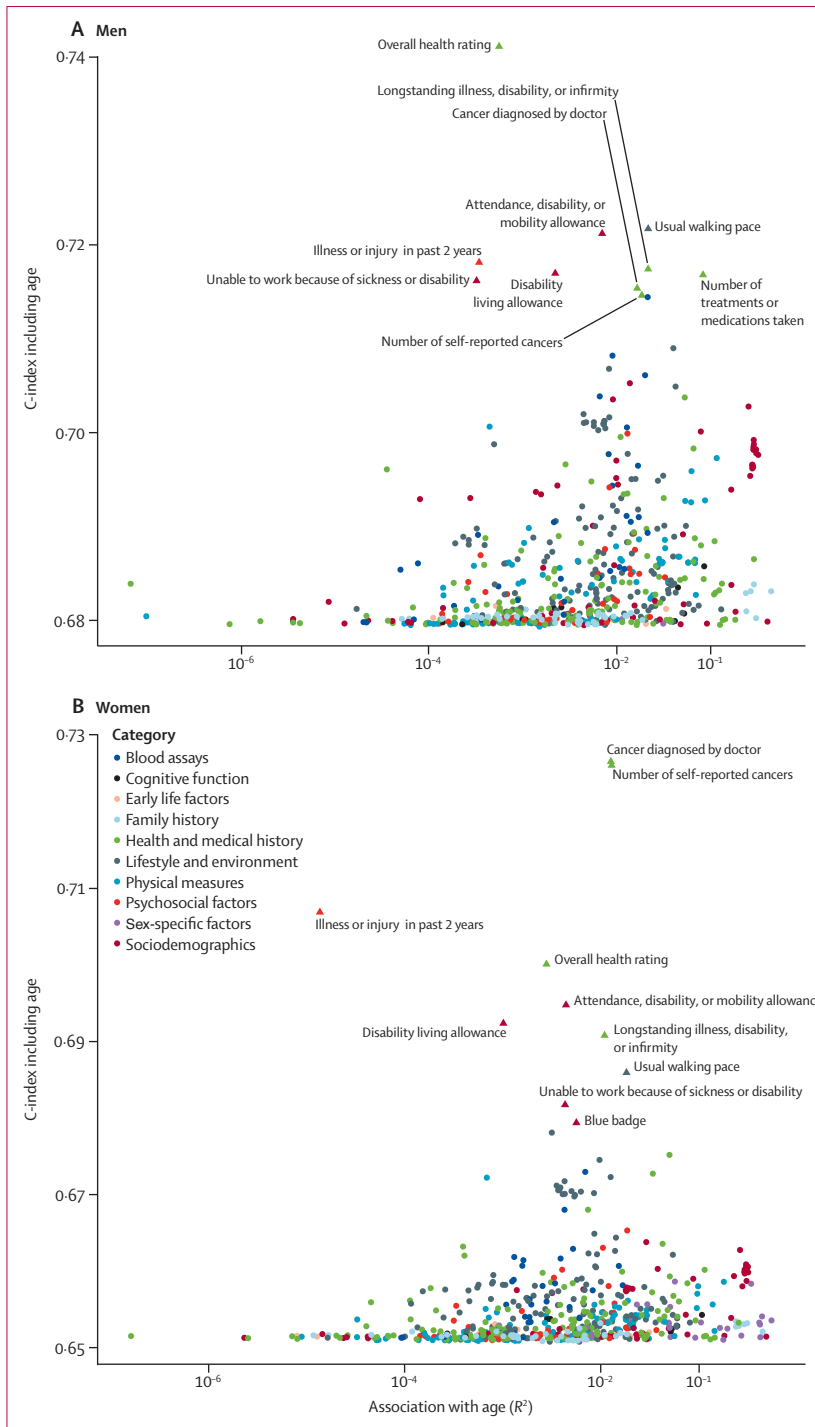 A Men
0·74
0·72
0·70
0·68
C-index including age
Overall health rating
Longstanding illness, disability, or infirmity
Cancer diagnosed by doctor
Attendance, disability, or
mobility allowance
Usual walking pace
Illness or injury in past 2 years
Unable to work because of sickness or disability
Disability
living allowance
Number of
treatments or
medications taken
Number of self-reported cancers
10⁻⁶
10⁻⁴
10⁻²
10⁻¹
B Women
0·73
0·71
0·69
0·67
0·65
C-index including age
Category
Blood assays
Cognitive function
Early life factors
Family history
Health and medical history
Lifestyle and environment
Physical measures
Psychosocial factors
Sex-specific factors
Sociodemographics
Cancer diagnosed by doctor
Number of self-reported cancers
Illness or injury in past 2 years
Overall health rating
Attendance, disability, or mobility allowance
Disability living allowance
Longstanding illness, disability,
or infirmity
Usual walking pace
Unable to work because of sickness or disability
Blue badge
10⁻⁶
10⁻⁴
10⁻²
10⁻¹
Association with age (R²)